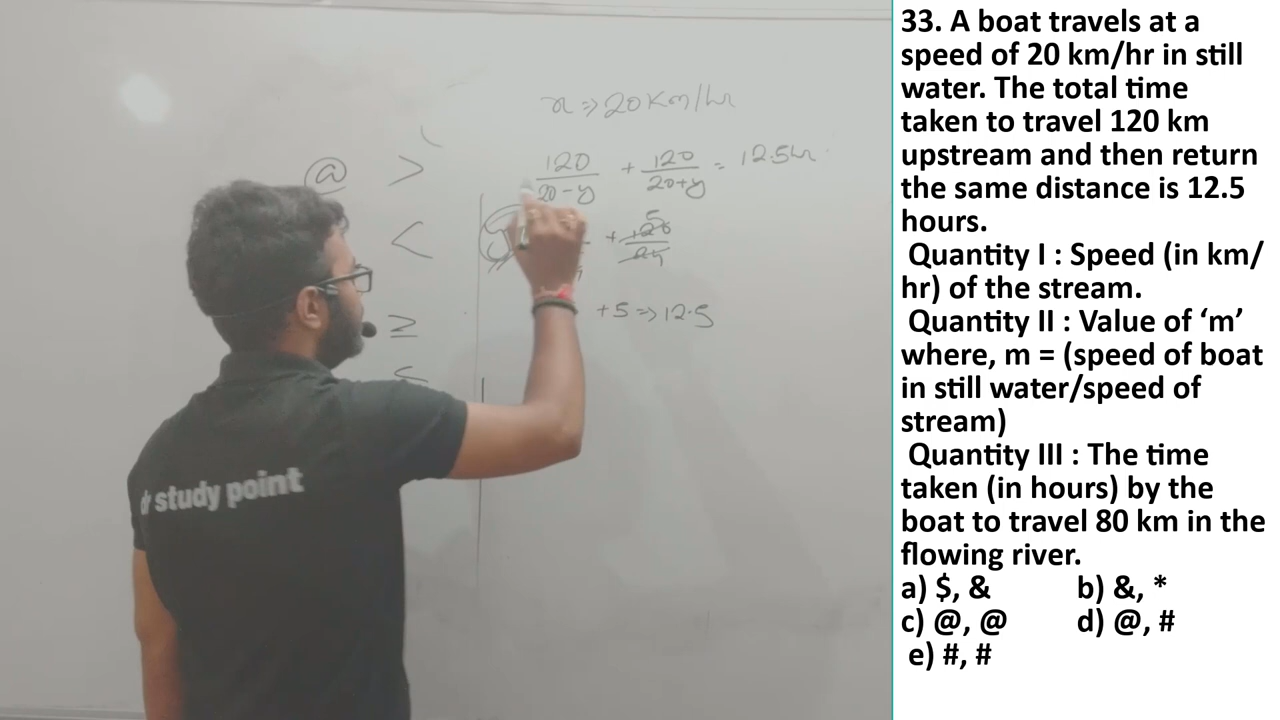 x => 20 Km/hr
@ >
120/20-y + 120/20+y = 12.5hr
<
+ 5 120/24
≥
+5 => 12.5
≤
dr study point
33. A boat travels at a
speed of 20 km/hr in still
water. The total time
taken to travel 120 km
upstream and then return
the same distance is 12.5
hours.
Quantity I : Speed (in km/
hr) of the stream.
Quantity II : Value of ‘m’
where, m = (speed of boat
in still water/speed of
stream)
Quantity III : The time
taken (in hours) by the
boat to travel 80 km in the
flowing river.
a) $, & b) &, *
c) @, @ d) @, #
e) #, #